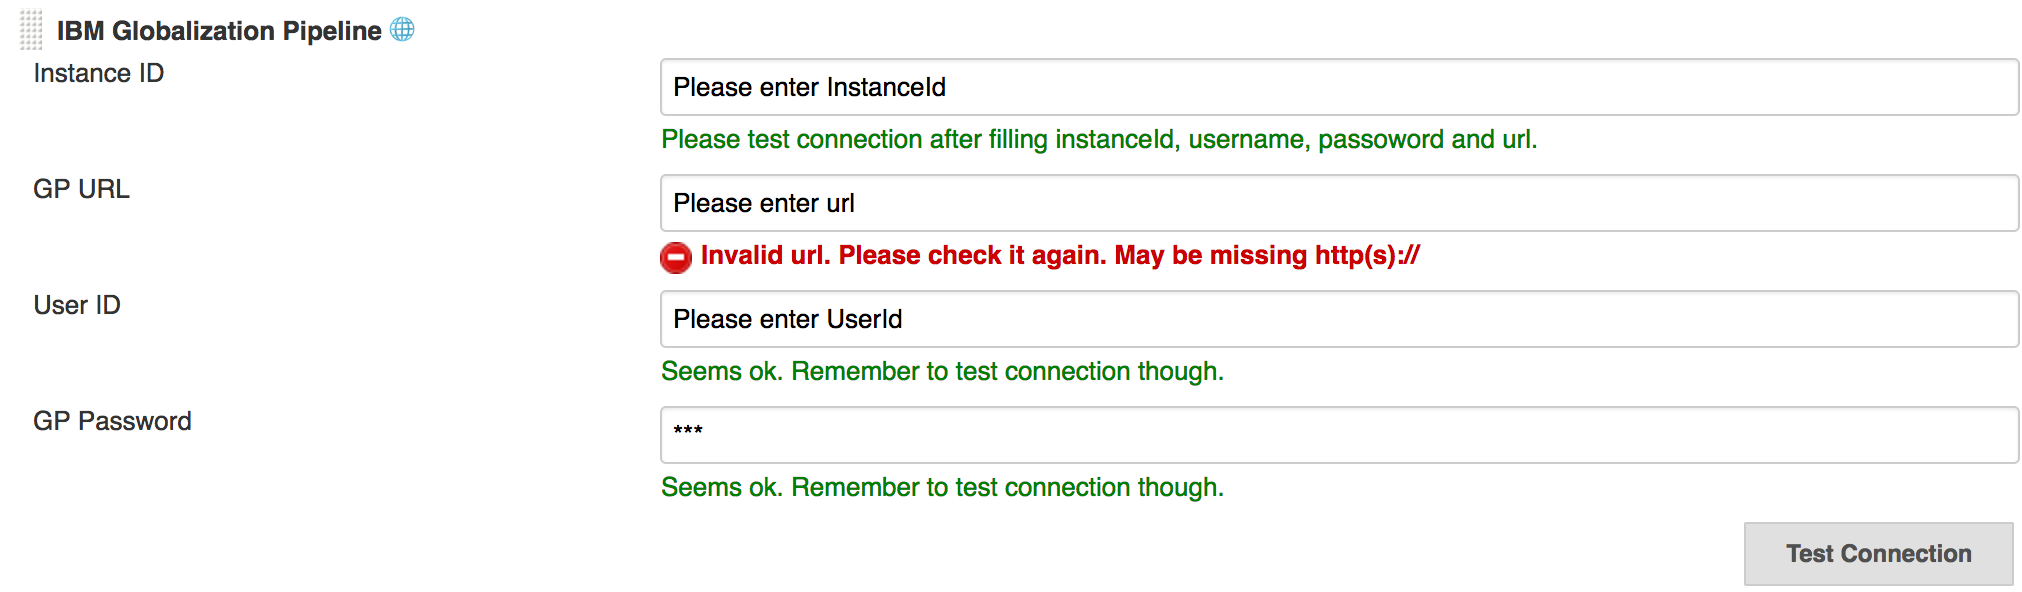 IBM Globalization Pipeline
Instance ID
Please enter InstanceId
Please test connection after filling instanceId, username, passoword and url.
GP URL
Please enter url
Invalid url. Please check it again. May be missing http(s)://
User ID
Please enter UserId
Seems ok. Remember to test connection though.
GP Password
***
Seems ok. Remember to test connection though.
Test Connection